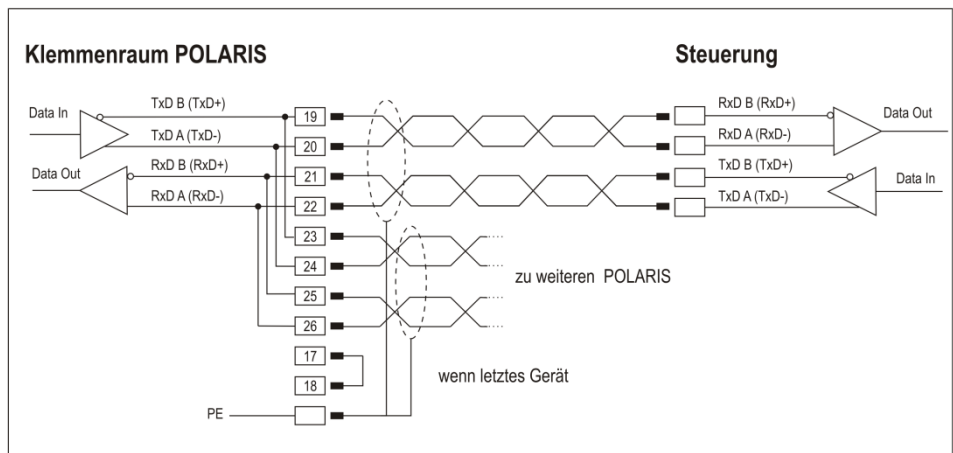 Klemmenraum POLARIS
Steuerung
Data In
TxD B (TxD+)
19
RxD B (RxD+)
Data Out
TxD A (TxD-)
20
RxD A (RxD-)
Data Out
RxD B (RxD+)
21
TxD B (TxD+)
Data In
RxD A (RxD-)
22
TxD A (TxD-)
23
24
zu weiteren POLARIS
25
26
17
wenn letztes Gerät
18
PE